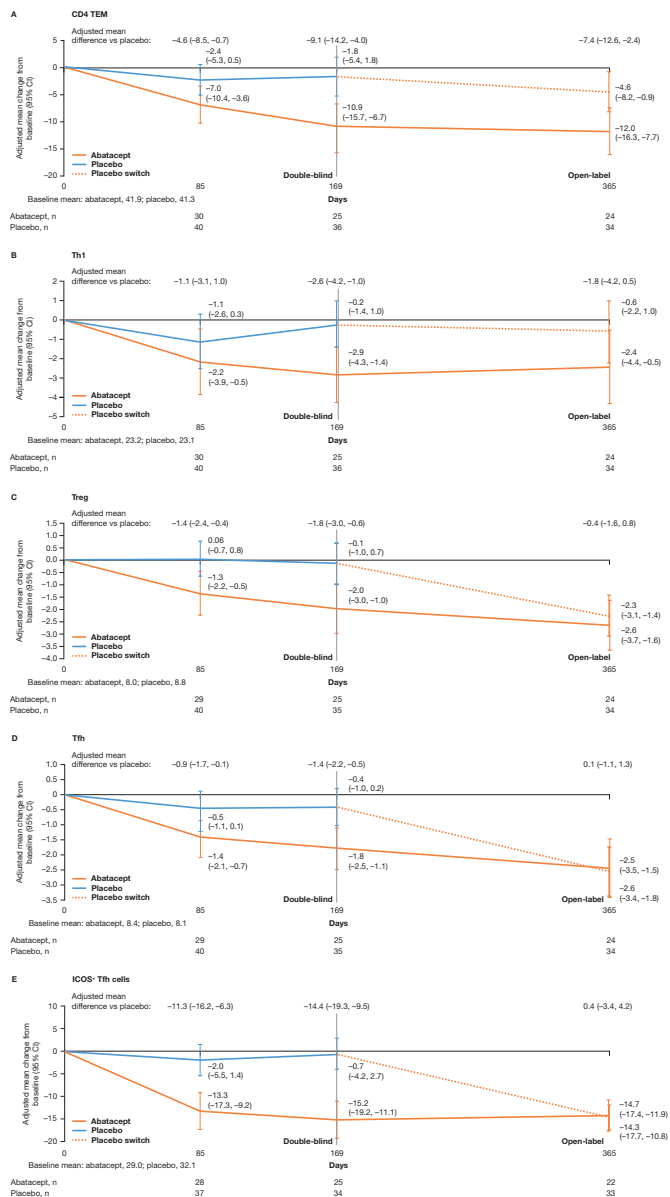 A CD4 TEM
Adjusted mean
difference vs placebo: −4.6 (−8.5, −0.7) −9.1 (−14.2, −4.0) −7.4 (−12.6, −2.4)
Adjusted mean change from
baseline (95% CI)
5
0
−5
−10
−15
−20
−2.4
(−5.3, 0.5)
−1.8
(−5.4, 1.8)
−7.0
(−10.4, −3.6)
−10.9
(−15.7, −6.7)
−4.6
(−8.2, −0.9)
−12.0
(−16.3, −7.7)
Abatacept
Placebo
Placebo switch
Double-blind
Open-label
0 85 169 365
Baseline mean: abatacept, 41.9; placebo, 41.3
Days
Abatacept, n 30 25 24
Placebo, n 40 36 34
B Th1
Adjusted mean
difference vs placebo: −1.1 (−3.1, 1.0) −2.6 (−4.2, −1.0) −1.8 (−4.2, 0.5)
Adjusted mean change from
baseline (95% CI)
2
1
0
−1
−2
−3
−4
−5
−1.1
(−2.6, 0.3)
−0.2
(−1.4, 1.0)
−0.6
(−2.2, 1.0)
−2.2
(−3.9, −0.5)
−2.9
(−4.3, −1.4)
−2.4
(−4.4, −0.5)
Abatacept
Placebo
Placebo switch
Double-blind
Open-label
0 85 169 365
Baseline mean: abatacept, 23.2; placebo, 23.1
Days
Abatacept, n 30 25 24
Placebo, n 40 36 34
C Treg
Adjusted mean
difference vs placebo: −1.4 (−2.4, −0.4) −1.8 (−3.0, −0.6) −0.4 (−1.6, 0.8)
Adjusted mean change from
baseline (95% CI)
1.5
1.0
0.5
0.0
−0.5
−1.0
−1.5
−2.0
−2.5
−3.0
−3.5
−4.0
0.06
(−0.7, 0.8)
−0.1
(−1.0, 0.7)
−1.3
(−2.2, −0.5)
−2.0
(−3.0, −1.0)
−2.3
(−3.1, −1.4)
−2.6
(−3.7, −1.6)
Abatacept
Placebo
Placebo switch
Double-blind
Open-label
0 85 169 365
Baseline mean: abatacept, 8.0; placebo, 8.8
Days
Abatacept, n 29 25 24
Placebo, n 40 35 34
D Tfh
Adjusted mean
difference vs placebo: −0.9 (−1.7, −0.1) −1.4 (−2.2, −0.5) 0.1 (−1.1, 1.3)
Adjusted mean change from
baseline (95% CI)
1.0
0.5
0.0
−0.5
−1.0
−1.5
−2.0
−2.5
−3.0
−3.5
−0.4
(−1.0, 0.2)
−0.5
(−1.1, 0.1)
−1.4
(−2.1, −0.7)
−1.8
(−2.5, −1.1)
−2.5
(−3.5, −1.5)
−2.6
(−3.4, −1.8)
Abatacept
Placebo
Placebo switch
Double-blind
Open-label
0 85 169 365
Baseline mean: abatacept, 8.4; placebo, 8.1
Days
Abatacept, n 29 25 24
Placebo, n 40 35 34
E ICOS⁺ Tfh cells
Adjusted mean
difference vs placebo: −11.3 (−16.2, −6.3) −14.4 (−19.3, −9.5) 0.4 (−3.4, 4.2)
Adjusted mean change from
baseline (95% CI)
10
5
0
−5
−10
−15
−20
−2.0
(−5.5, 1.4)
−0.7
(−4.2, 2.7)
−13.3
(−17.3, −9.2)
−15.2
(−19.2, −11.1)
−14.7
(−17.4, −11.9)
−14.3
(−17.7, −10.8)
Abatacept
Placebo
Placebo switch
Double-blind
Open-label
0 85 169 365
Baseline mean: abatacept, 29.0; placebo, 32.1
Days
Abatacept, n 28 25 22
Placebo, n 37 34 33